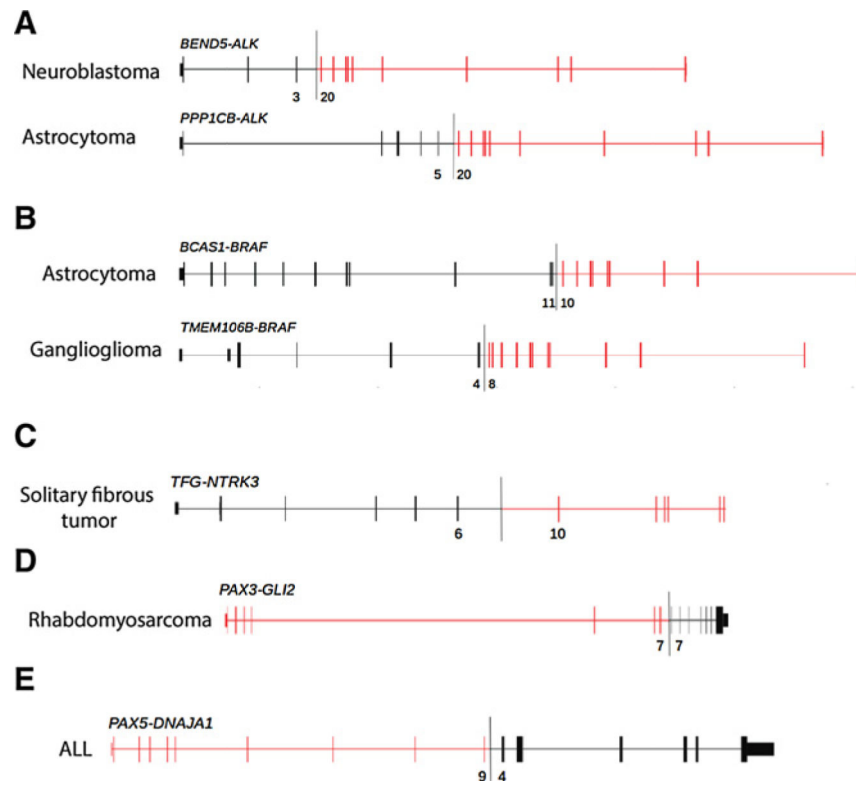 A
BEND5-ALK
Neuroblastoma
3 20
PPP1CB-ALK
Astrocytoma
5 20
B
BCAS1-BRAF
Astrocytoma
11 10
TMEM106B-BRAF
Ganglioglioma
4 8
C
TFG-NTRK3
Solitary fibrous
tumor
6 10
D
PAX3-GLI2
Rhabdomyosarcoma
7 7
E
PAX5-DNAJA1
ALL
9 4